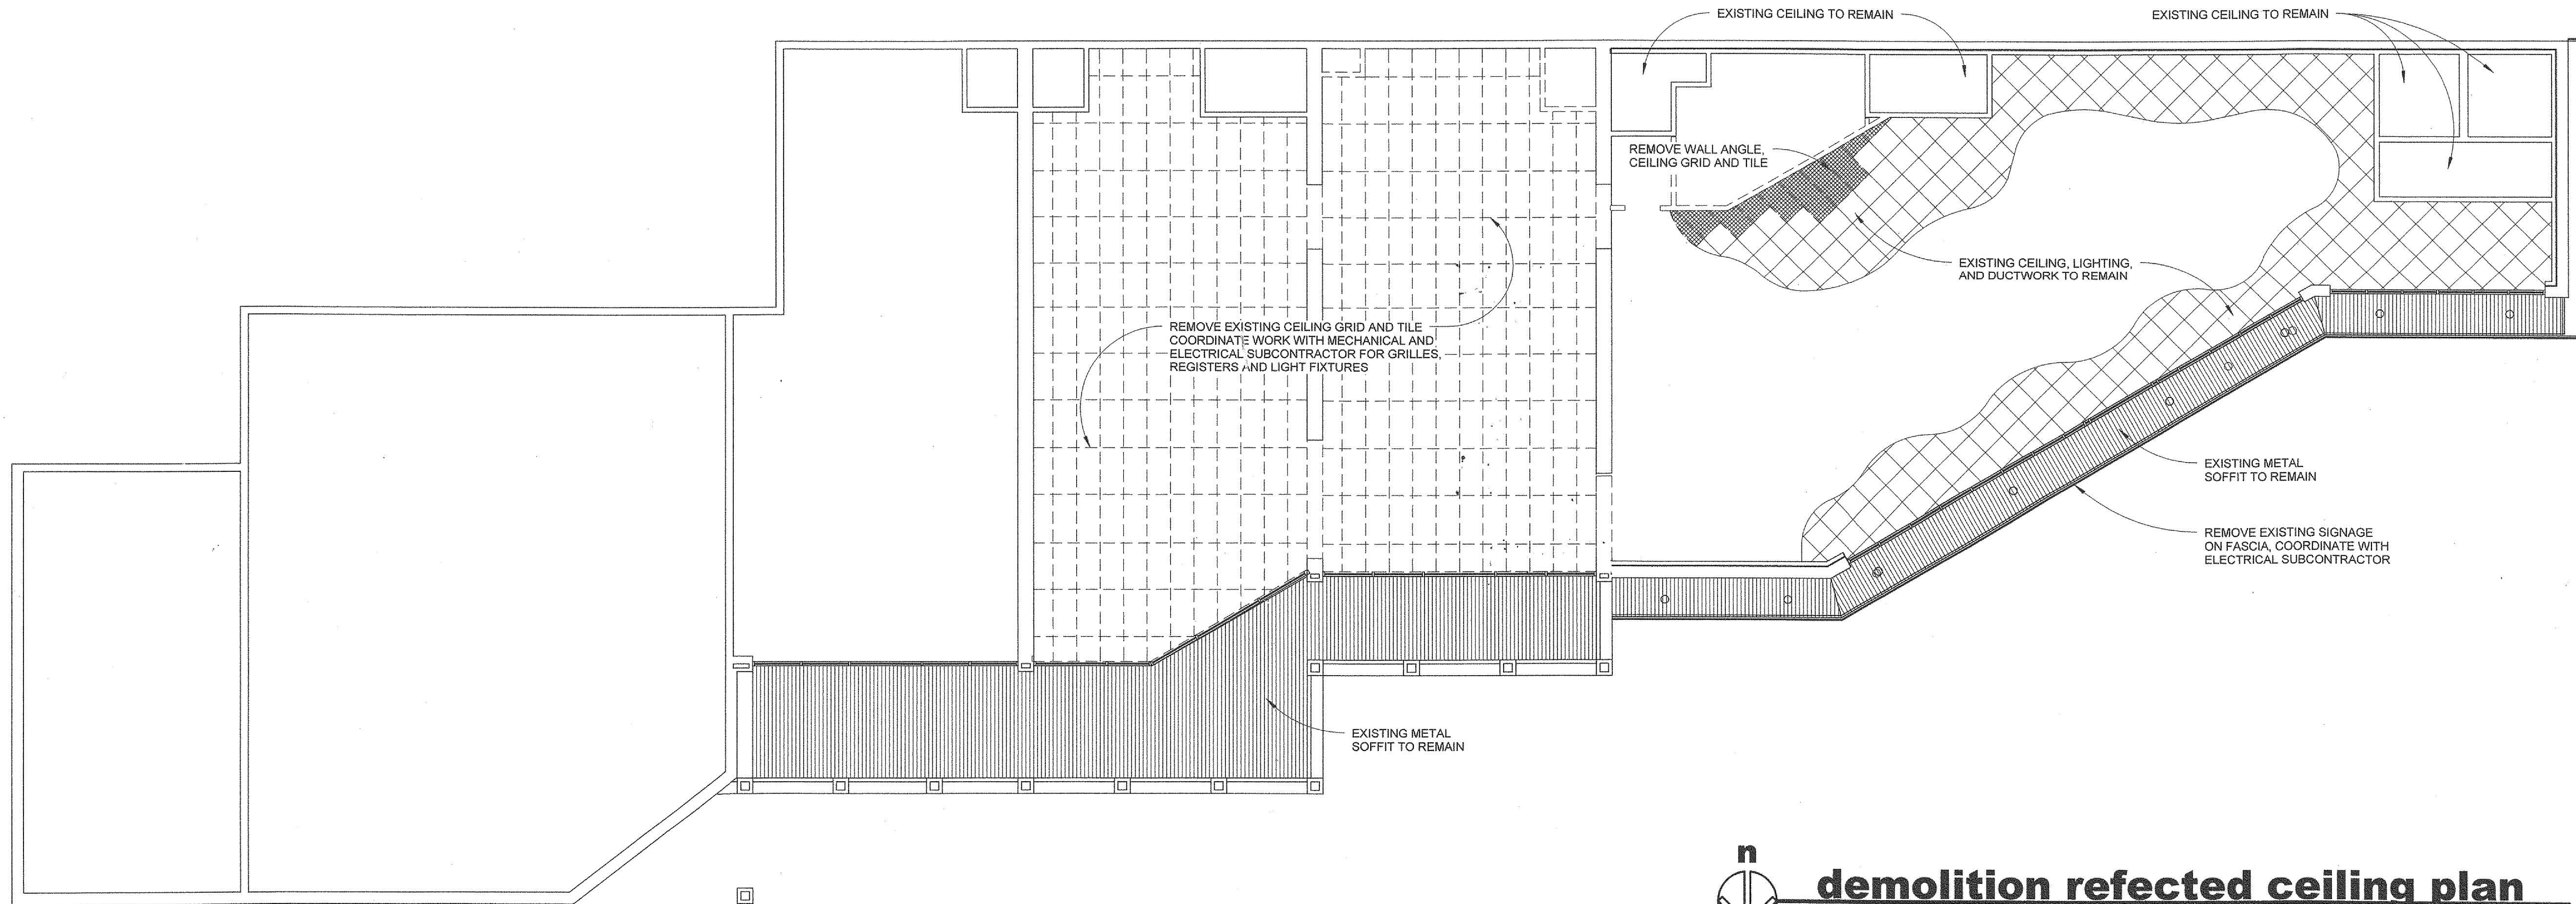 EXISTING CEILING TO REMAIN
EXISTING CEILING TO REMAIN
REMOVE WALL ANGLE,
CEILING GRID AND TILE
EXISTING CEILING, LIGHTING,
AND DUCTWORK TO REMAIN
REMOVE EXISTING CEILING GRID AND TILE
COORDINATE WORK WITH MECHANICAL AND
ELECTRICAL SUBCONTRACTOR FOR GRILLES,
REGISTERS AND LIGHT FIXTURES
EXISTING METAL
SOFFIT TO REMAIN
REMOVE EXISTING SIGNAGE
ON FASCIA, COORDINATE WITH
ELECTRICAL SUBCONTRACTOR
EXISTING METAL
SOFFIT TO REMAIN
n
demolition refected ceiling plan